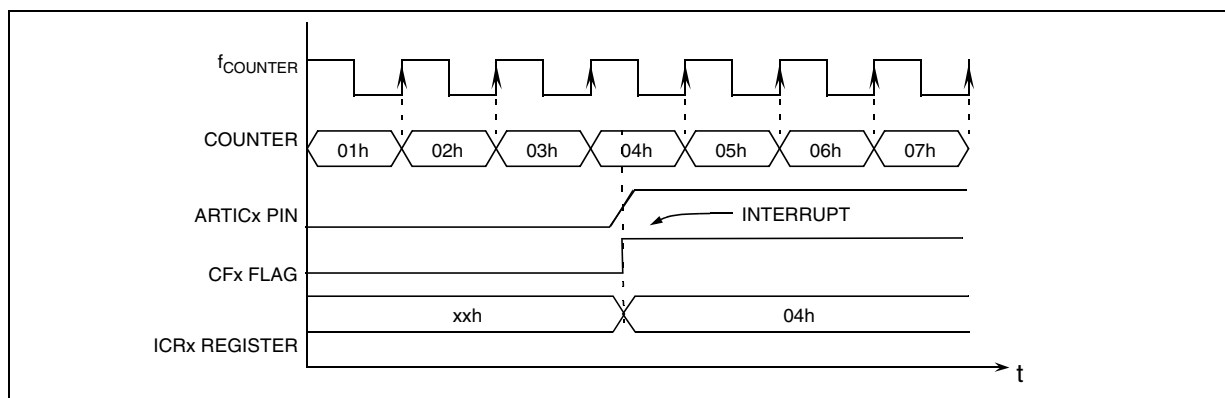 fCOUNTER
COUNTER
01h 02h 03h 04h 05h 06h 07h
ARTICx PIN
INTERRUPT
CFx FLAG
xxh 04h
ICRx REGISTER
t